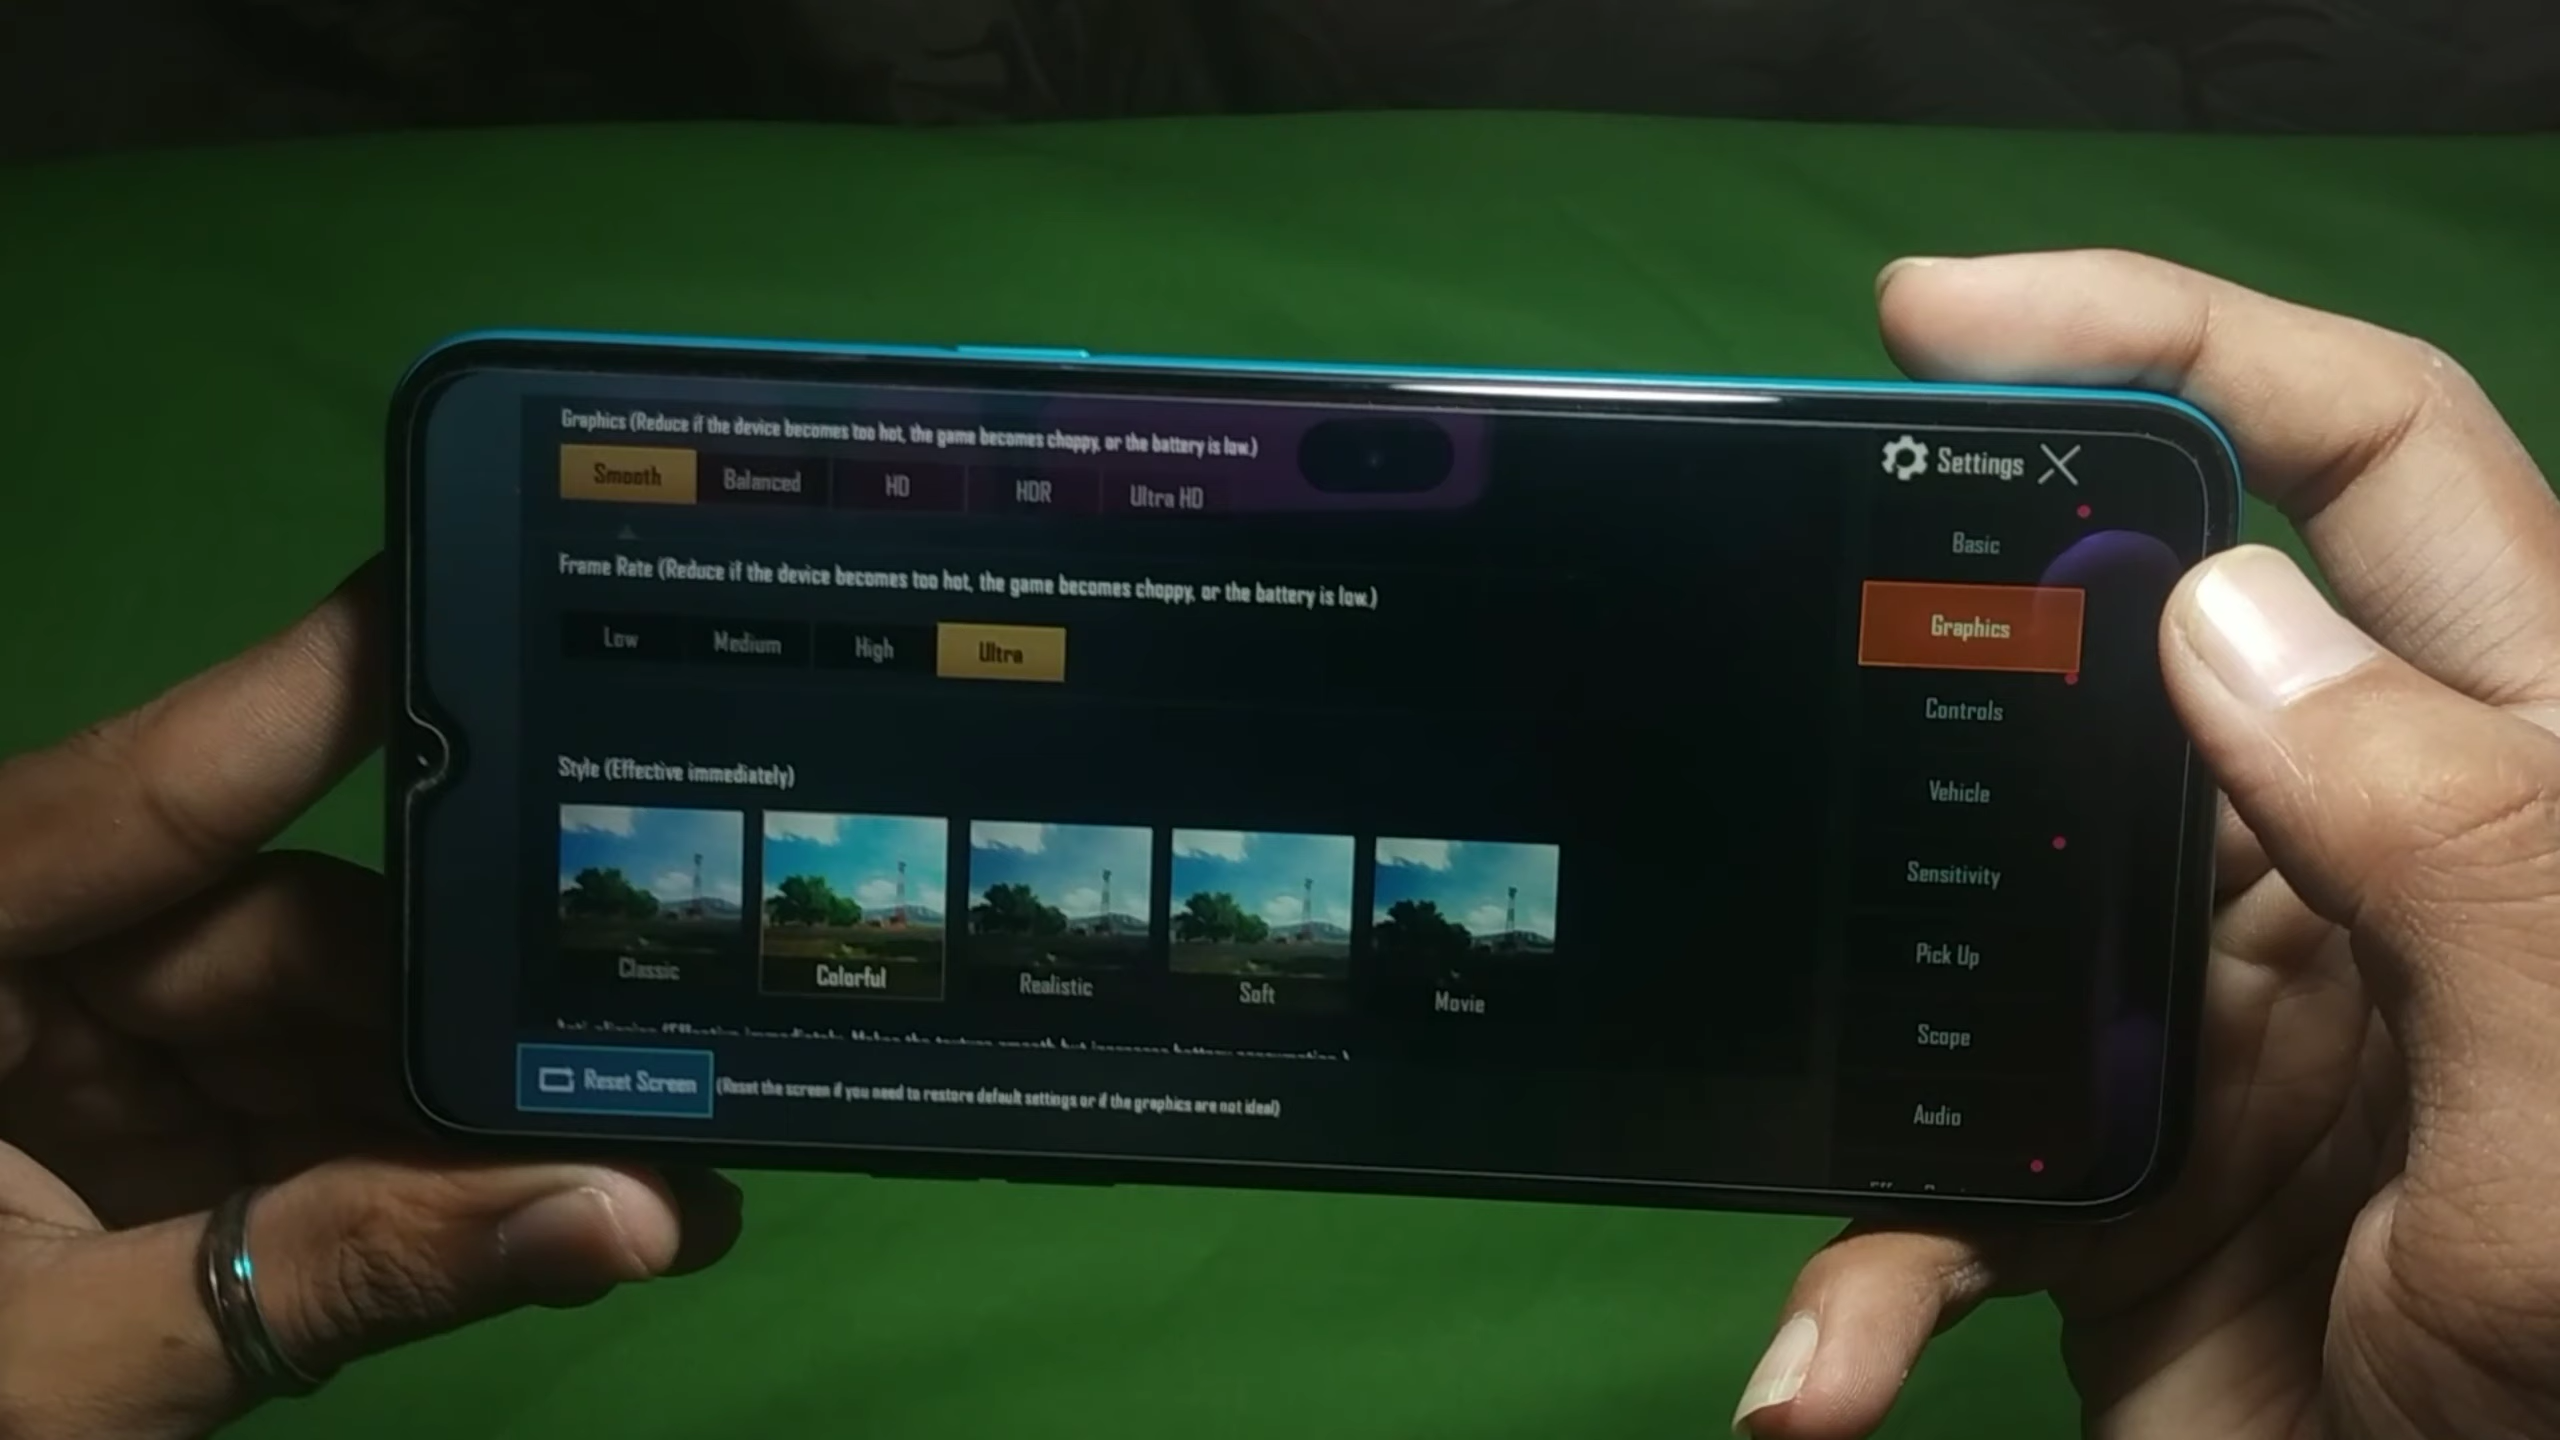 Graphics (Reduce if the device becomes too hot, the game becomes choppy, or the battery is low.)
Smooth Balanced HD HDR Ultra HD
Frame Rate (Reduce if the device becomes too hot, the game becomes choppy, or the battery is low.)
Low Medium High Ultra
Style (Effective immediately)
Classic Colorful Realistic Soft Movie
Reset Screen (Reset the screen if you need to restore default settings or if the graphics are not ideal)
Settings
Basic
Graphics
Controls
Vehicle
Sensitivity
Pick Up
Scope
Audio